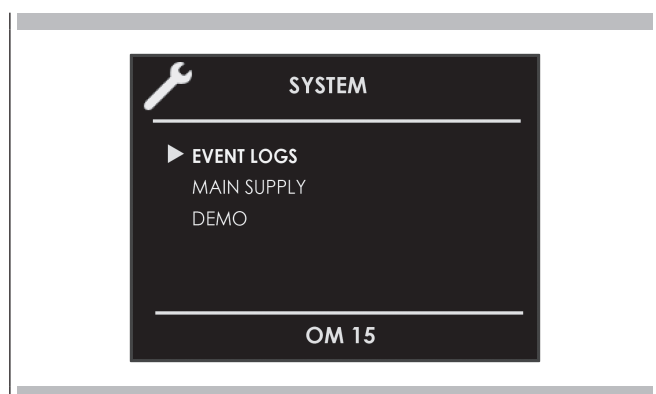 SYSTEM
EVENT LOGS
MAIN SUPPLY
DEMO
OM 15